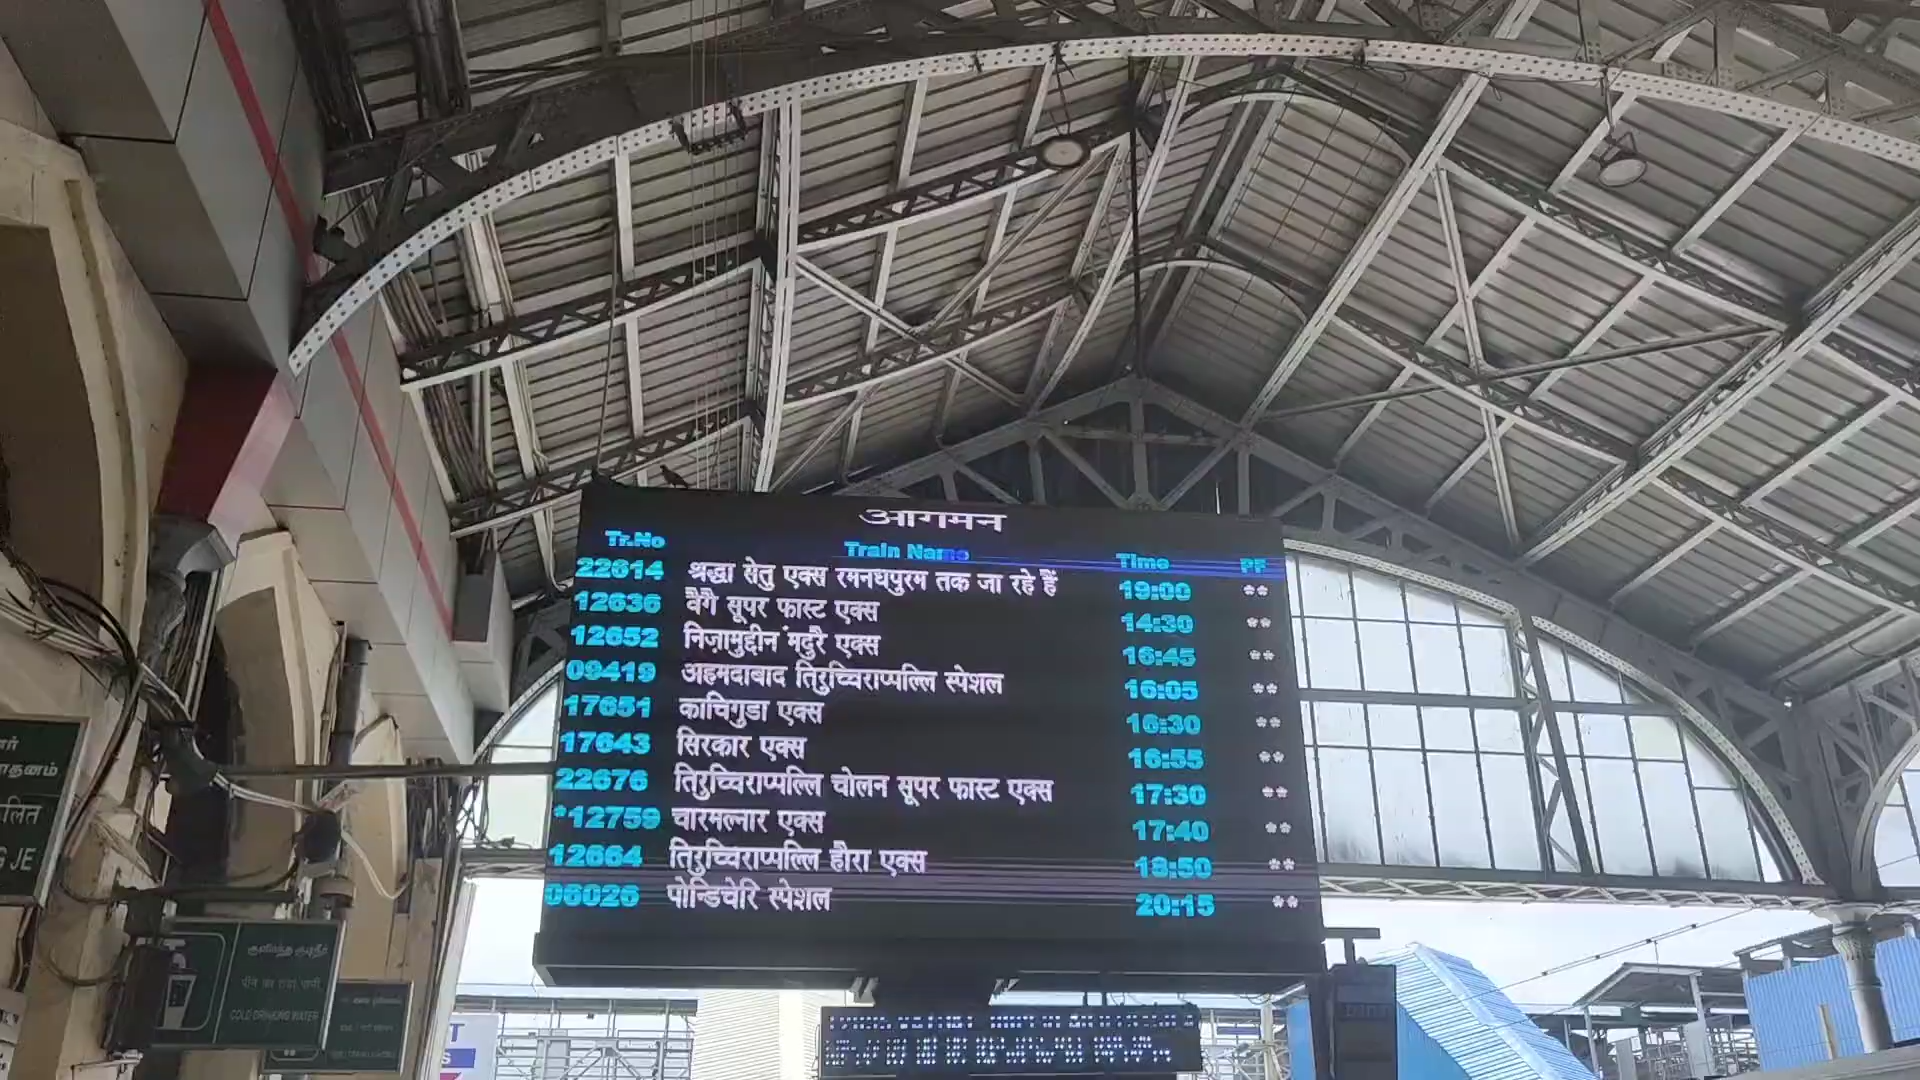 आगमन
Tr.No Train Name Time PF
22614 श्रद्धा सेतु एक्स रमनधपुरम तक जा रहे हैं 19:00 **
12636 वैगै सूपर फ़ास्ट एक्स 14:30 **
12652 निज़ामुद्दीन मदुरै एक्स 16:45 **
09419 अहमदाबाद तिरुच्चिराप्पल्लि स्पेशल 16:05 **
17651 काचिगुडा एक्स 16:30 **
17643 सिरकार एक्स 16:55 **
22676 तिरुच्चिराप्पल्लि चोलन सूपर फास्ट एक्स 17:30 **
*12759 चारमल्नार एक्स 17:40 **
12664 तिरुच्चिराप्पल्लि हौरा एक्स 18:50 **
06026 पोन्डिचेरि स्पेशल 20:15 **
குளிர்ந்த குடிநீர்
पीने का ठंडा पानी
COLD DRINKING WATER